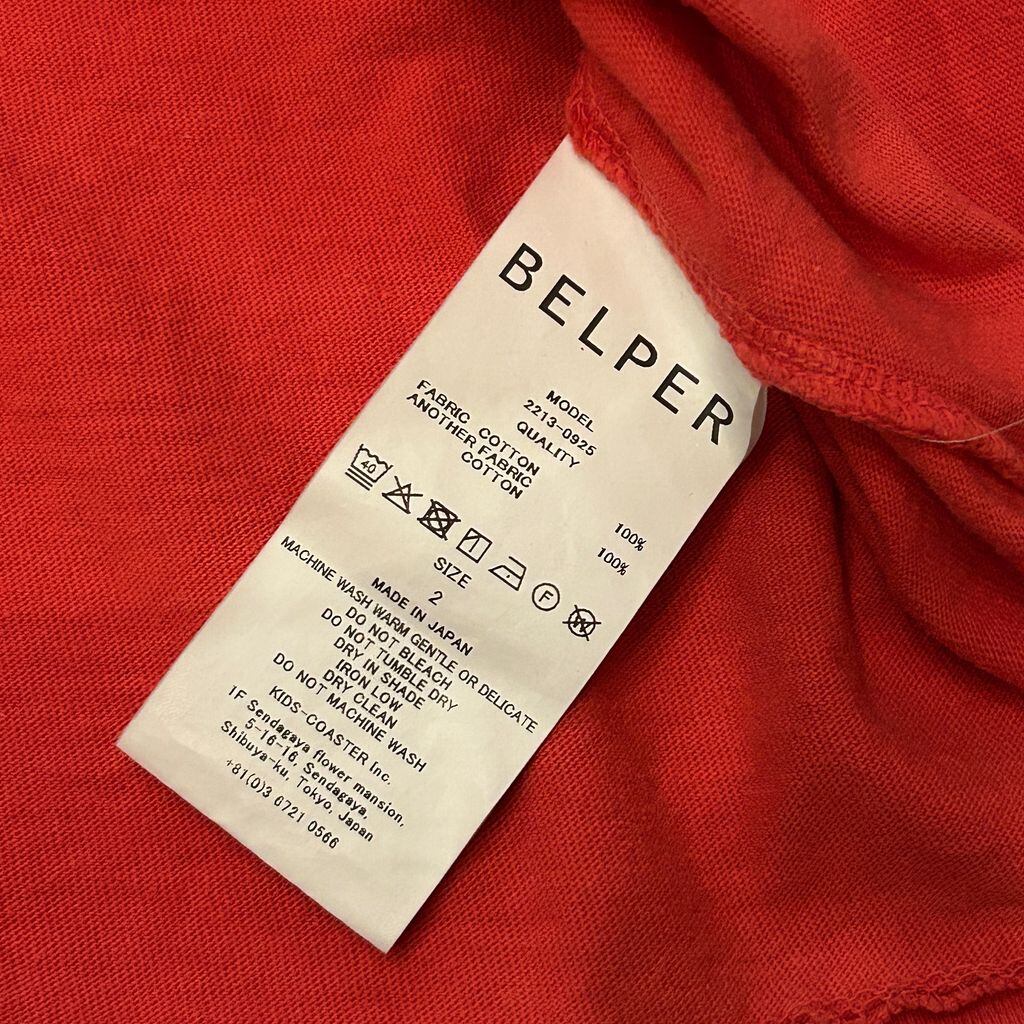 BELPER
MODEL
2213-0925
QUALITY
FABRIC COTTON 100%
ANOTHER FABRIC
COTTON 100%
40
F
W
SIZE
2
MADE IN JAPAN
MACHINE WASH WARM GENTLE OR DELICATE
DO NOT BLEACH
DO NOT TUMBLE DRY
DRY IN SHADE
IRON LOW
DRY CLEAN
DO NOT MACHINE WASH
KIDS-COASTER Inc.
1F Sendagaya flower mansion,
5-16-16, Sendagaya,
Shibuya-ku, Tokyo, Japan
+81(0)3 6721 0566